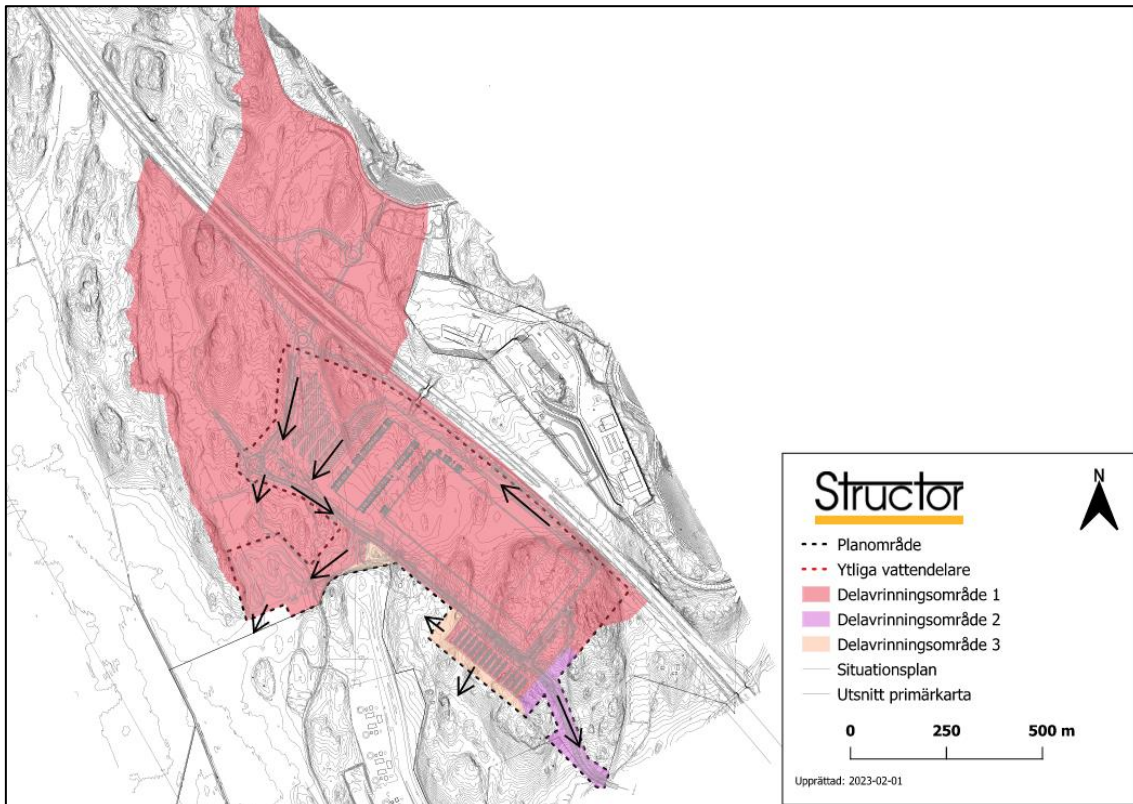 Structor
N
Planområde
Ytliga vattendelare
Delavrinningsområde 1
Delavrinningsområde 2
Delavrinningsområde 3
Situationsplan
Utsnitt primärkarta
0 250 500 m
Upprättad: 2023-02-01